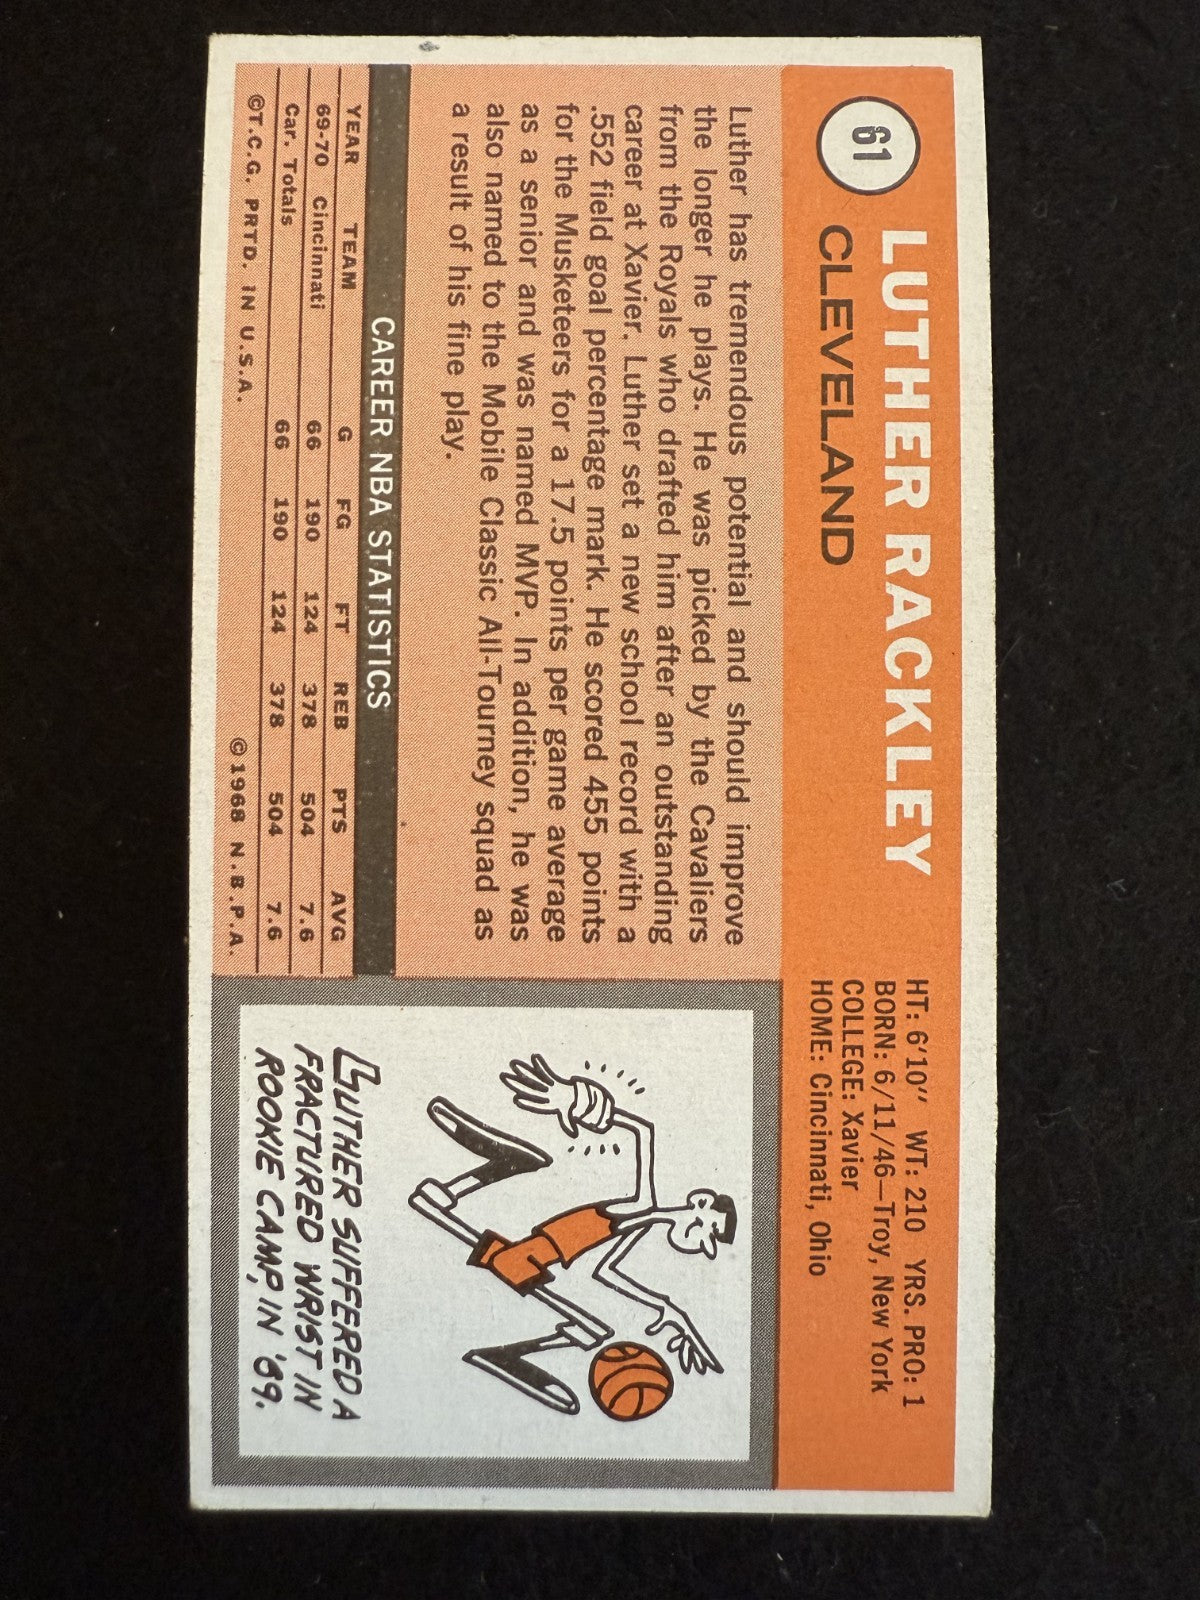 61
LUTHER RACKLEY
CLEVELAND
HT: 6'10" WT: 210 YRS. PRO: 1
BORN: 6/11/46—Troy, New York
COLLEGE: Xavier
HOME: Cincinnati, Ohio
Luther has tremendous potential and should improve
the longer he plays. He was picked by the Cavaliers
from the Royals who drafted him after an outstanding
career at Xavier. Luther set a new school record with a
.552 field goal percentage mark. He scored 455 points
for the Musketeers for a 17.5 points per game average
as a senior and was named MVP. In addition, he was
also named to the Mobile Classic All-Tourney squad as
a result of his fine play.
CAREER NBA STATISTICS
YEAR TEAM G FG FT REB PTS AVG
69-70 Cincinnati 66 190 124 378 504 7.6
Car. Totals 66 190 124 378 504 7.6
©T.C.G. PRTD. IN U.S.A. ©1968 N.B.P.A.
LUTHER SUFFERED A
FRACTURED WRIST IN
ROOKIE CAMP, IN '69.